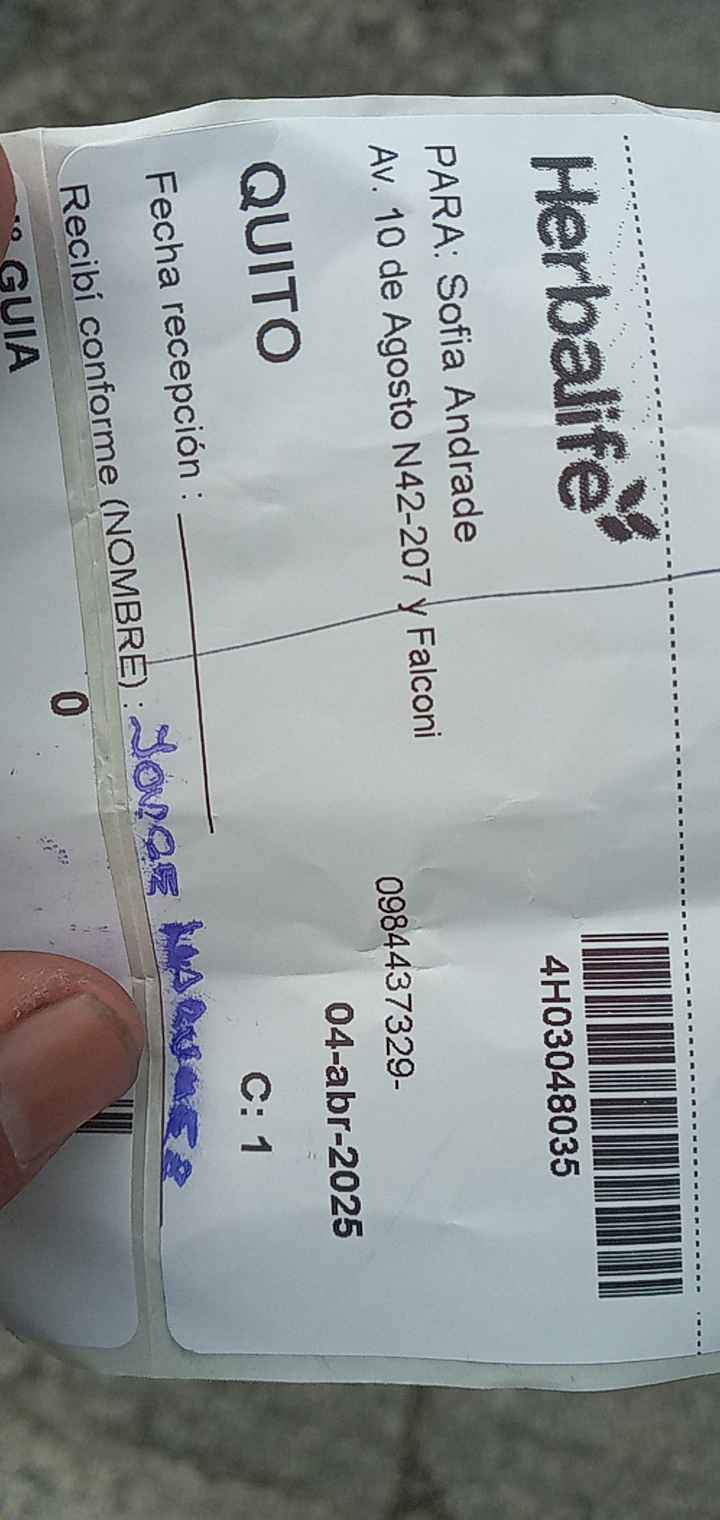 Herbalife
4H03048035
PARA: Sofia Andrade
Av. 10 de Agosto N42-207 y Falconi
0984437329-
04-abr-2025
QUITO
C: 1
Fecha recepción :
Recibí conforme (NOMBRE) :
0
GUIA